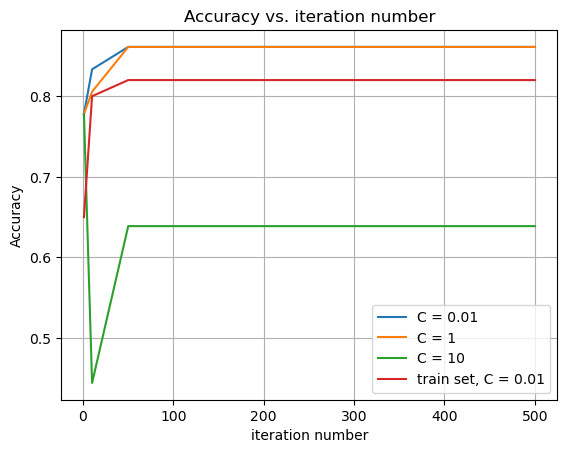 Accuracy vs. iteration number
Accuracy
0.8
0.7
0.6
0.5
C = 0.01
C = 1
C = 10
train set, C = 0.01
0 100 200 300 400 500
iteration number